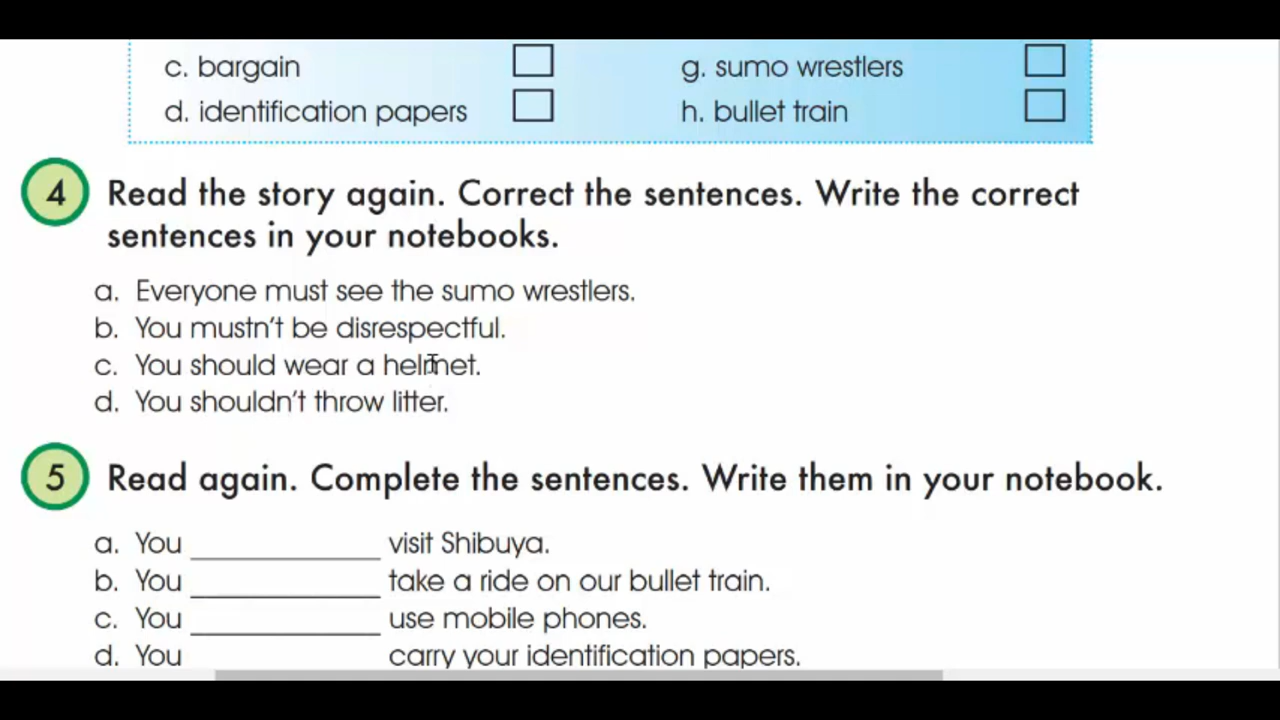 c. bargain
g. sumo wrestlers
d. identification papers
h. bullet train
4 Read the story again. Correct the sentences. Write the correct
sentences in your notebooks.
a. Everyone must see the sumo wrestlers.
b. You mustn't be disrespectful.
c. You should wear a helmet.
d. You shouldn't throw litter.
5 Read again. Complete the sentences. Write them in your notebook.
a. You ____________ visit Shibuya.
b. You ____________ take a ride on our bullet train.
c. You ____________ use mobile phones.
d. You carry your identification papers.